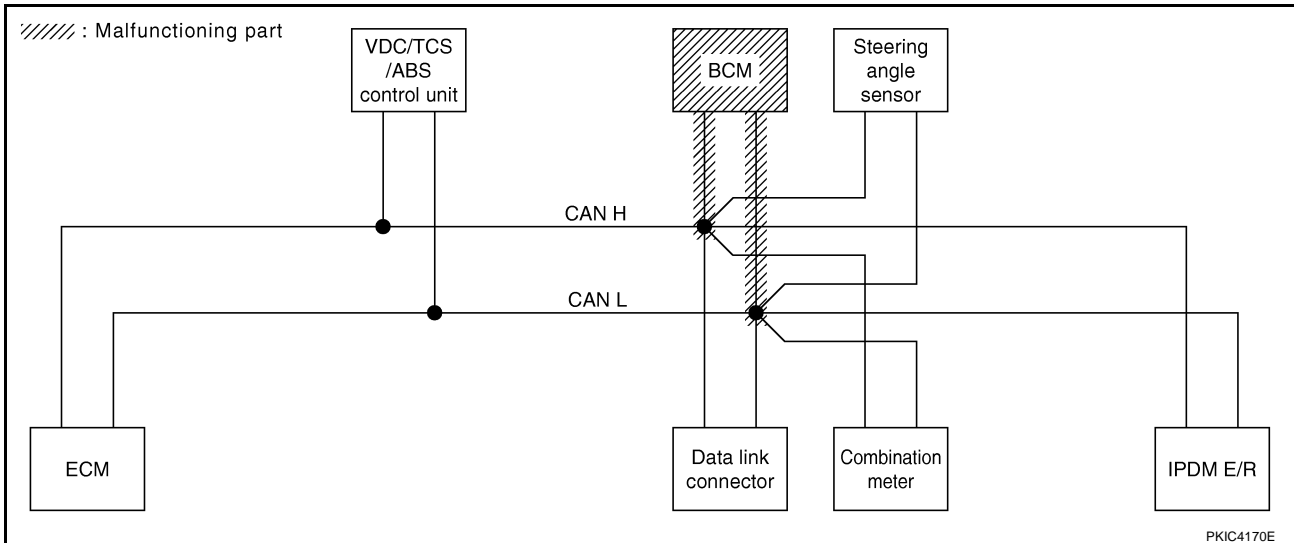 : Malfunctioning part
VDC/TCS
/ABS
control unit
BCM
Steering
angle
sensor
CAN H
CAN L
ECM
Data link
connector
Combination
meter
IPDM E/R
PKIC4170E